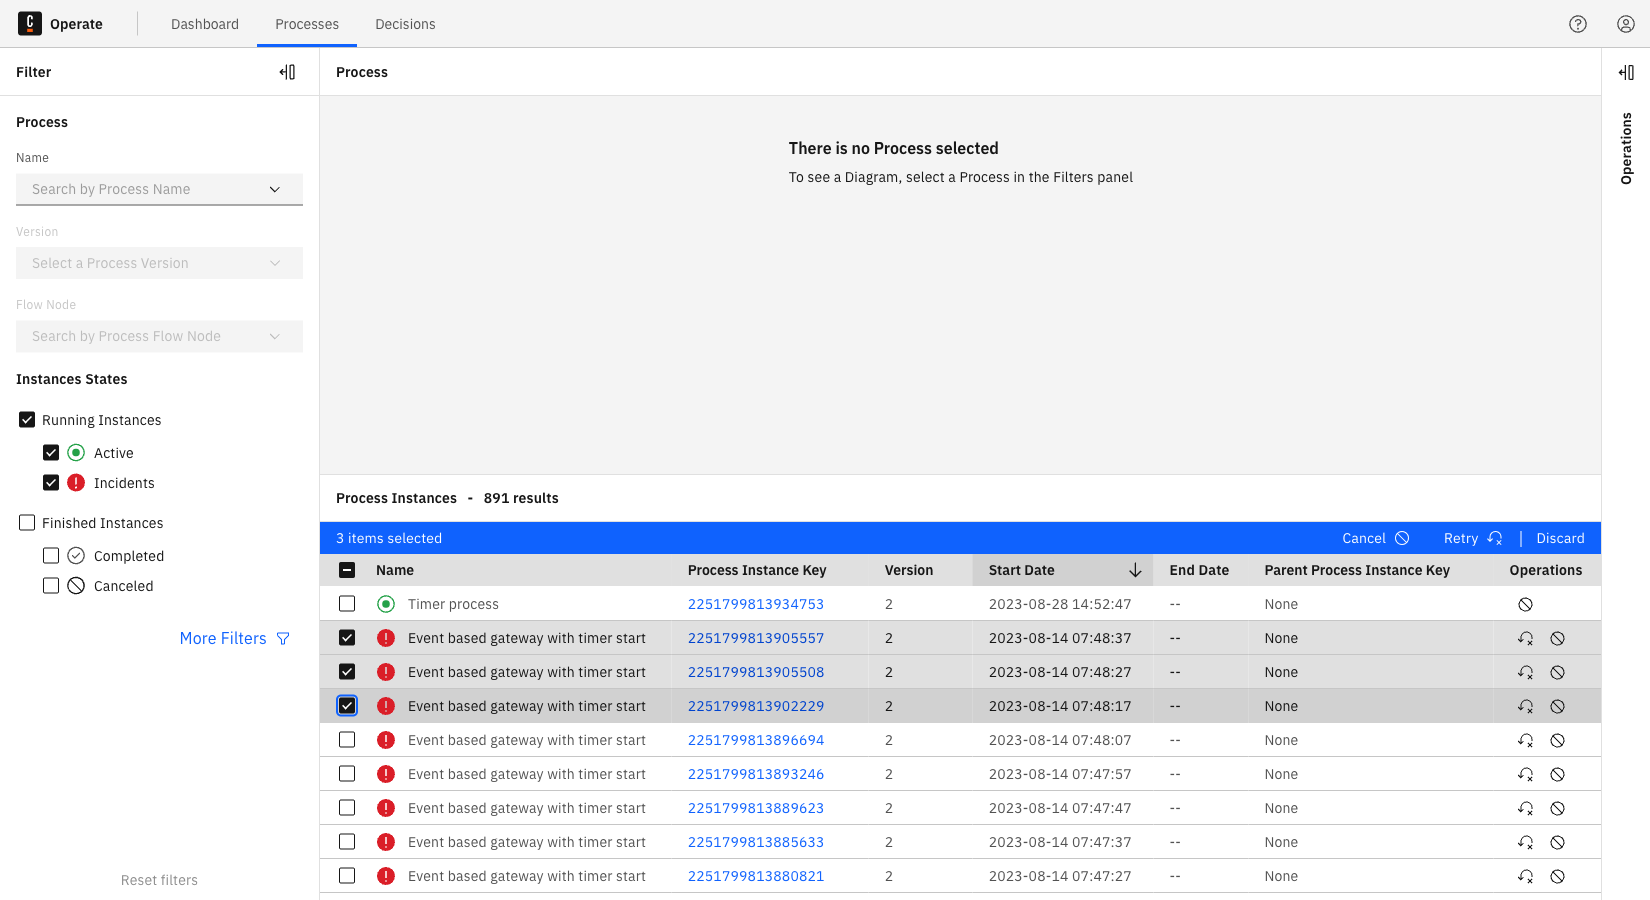 C Operate Dashboard Processes Decisions
Filter
Process
Name
Search by Process Name
Version
Select a Process Version
Flow Node
Search by Process Flow Node
Instances States
Running Instances
Active
Incidents
Finished Instances
Completed
Canceled
More Filters
Reset filters
Process
There is no Process selected
To see a Diagram, select a Process in the Filters panel
Process Instances - 891 results
3 items selected Cancel Retry | Discard
Name Process Instance Key Version Start Date End Date Parent Process Instance Key Operations
Timer process 2251799813934753 2 2023-08-28 14:52:47 -- None
Event based gateway with timer start 2251799813905557 2 2023-08-14 07:48:37 -- None
Event based gateway with timer start 2251799813905508 2 2023-08-14 07:48:27 -- None
Event based gateway with timer start 2251799813902229 2 2023-08-14 07:48:17 -- None
Event based gateway with timer start 2251799813896694 2 2023-08-14 07:48:07 -- None
Event based gateway with timer start 2251799813893246 2 2023-08-14 07:47:57 -- None
Event based gateway with timer start 2251799813889623 2 2023-08-14 07:47:47 -- None
Event based gateway with timer start 2251799813885633 2 2023-08-14 07:47:37 -- None
Event based gateway with timer start 2251799813880821 2 2023-08-14 07:47:27 -- None
Operations